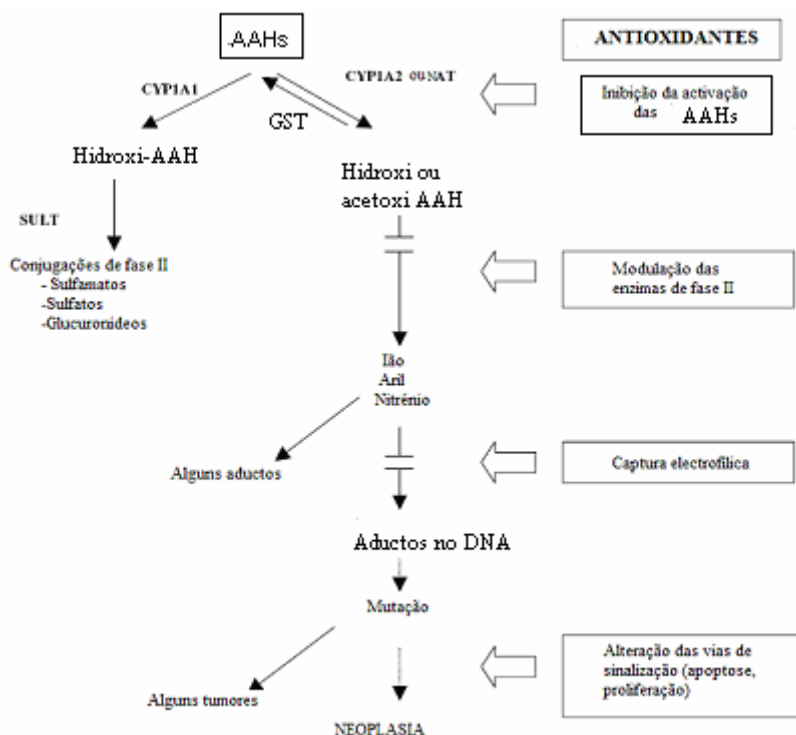 AAHs
ANTIOXIDANTES
CYP1A1
CYP1A2 OUNAT
GST
Inibição da activação
das AAHs
Hidroxi-AAH
Hidroxi ou
acetoxi AAH
SULT
Conjugações de fase II
- Sulfamatos
-Sulfatos
-Glucuronídeos
Modulação das
enzimas de fase II
Ião
Aril
Nitrénio
Alguns aductos
Captura electrofílica
Aductos no DNA
Mutação
Alteração das vias de
sinalização (apoptose,
proliferação)
Alguns tumores
NEOPLASIA